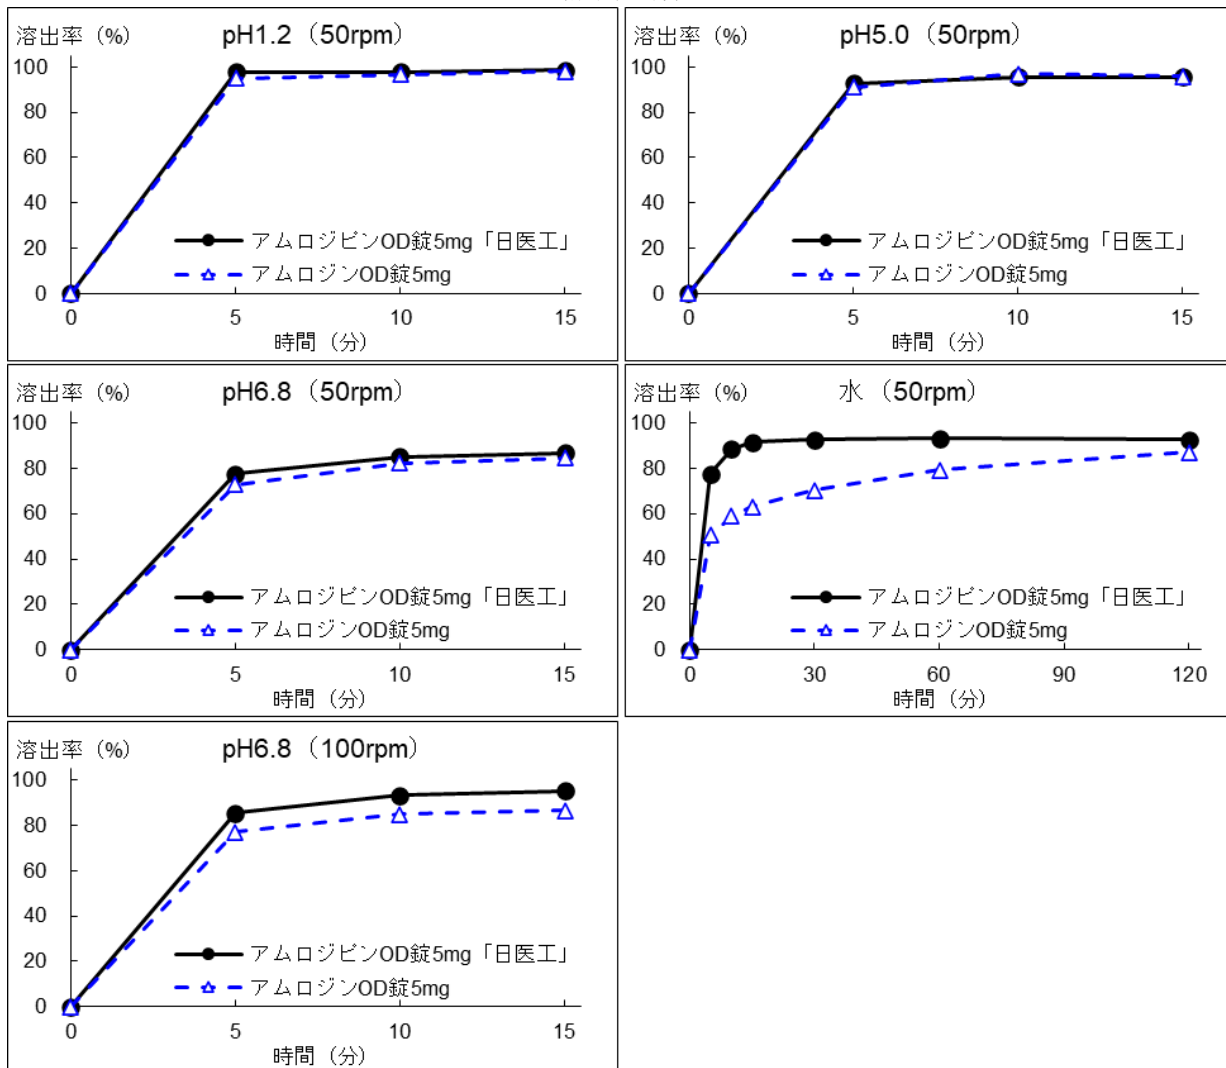 溶出率 (%)
pH1.2（50rpm）
100
80
60
40
20
0
アムロジピンOD錠5mg「日医工」
アムロジンOD錠5mg
0 5 10 15
時間 (分)
溶出率 (%)
pH5.0（50rpm）
100
80
60
40
20
0
アムロジピンOD錠5mg「日医工」
アムロジンOD錠5mg
0 5 10 15
時間 (分)
溶出率 (%)
pH6.8（50rpm）
100
80
60
40
20
0
アムロジピンOD錠5mg「日医工」
アムロジンOD錠5mg
0 5 10 15
時間 (分)
溶出率 (%)
水（50rpm）
100
80
60
40
20
0
アムロジピンOD錠5mg「日医工」
アムロジンOD錠5mg
0 30 60 90 120
時間 (分)
溶出率 (%)
pH6.8（100rpm）
100
80
60
40
20
0
アムロジピンOD錠5mg「日医工」
アムロジンOD錠5mg
0 5 10 15
時間 (分)